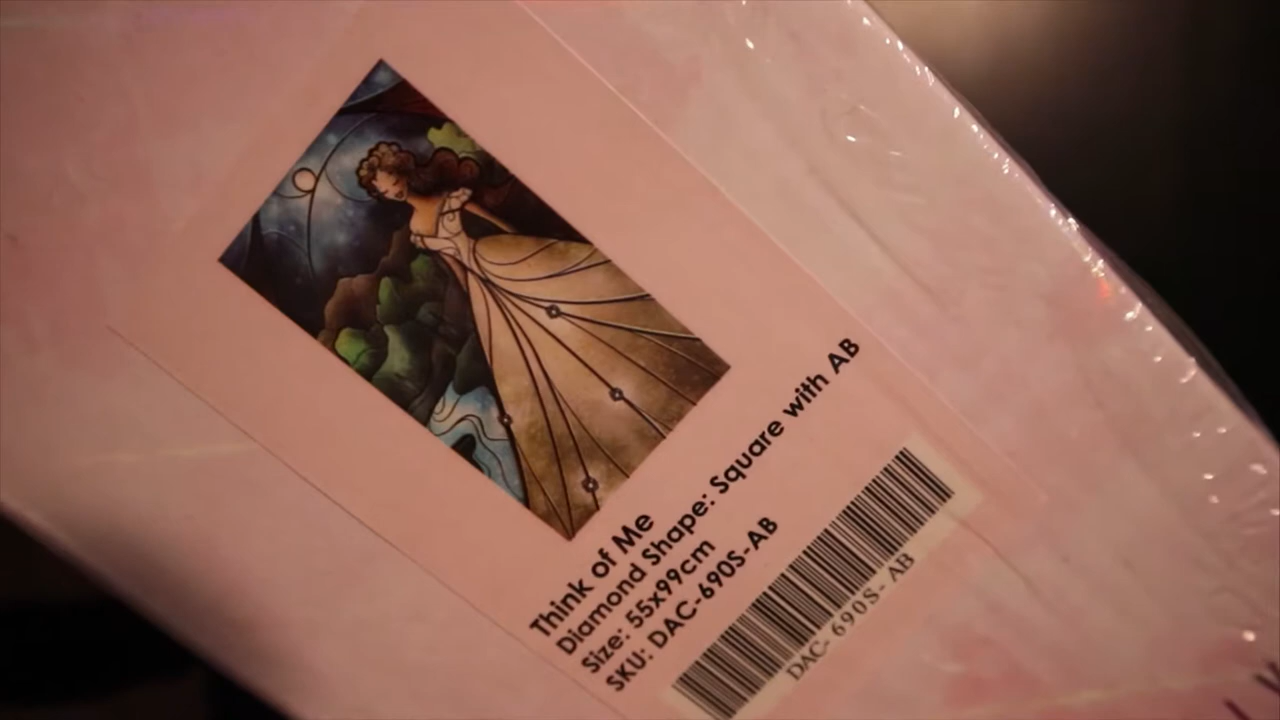 Think of Me
Diamond Shape: Square with AB
Size: 55x99cm
SKU: DAC-690S-AB
DAC- 690S- AB